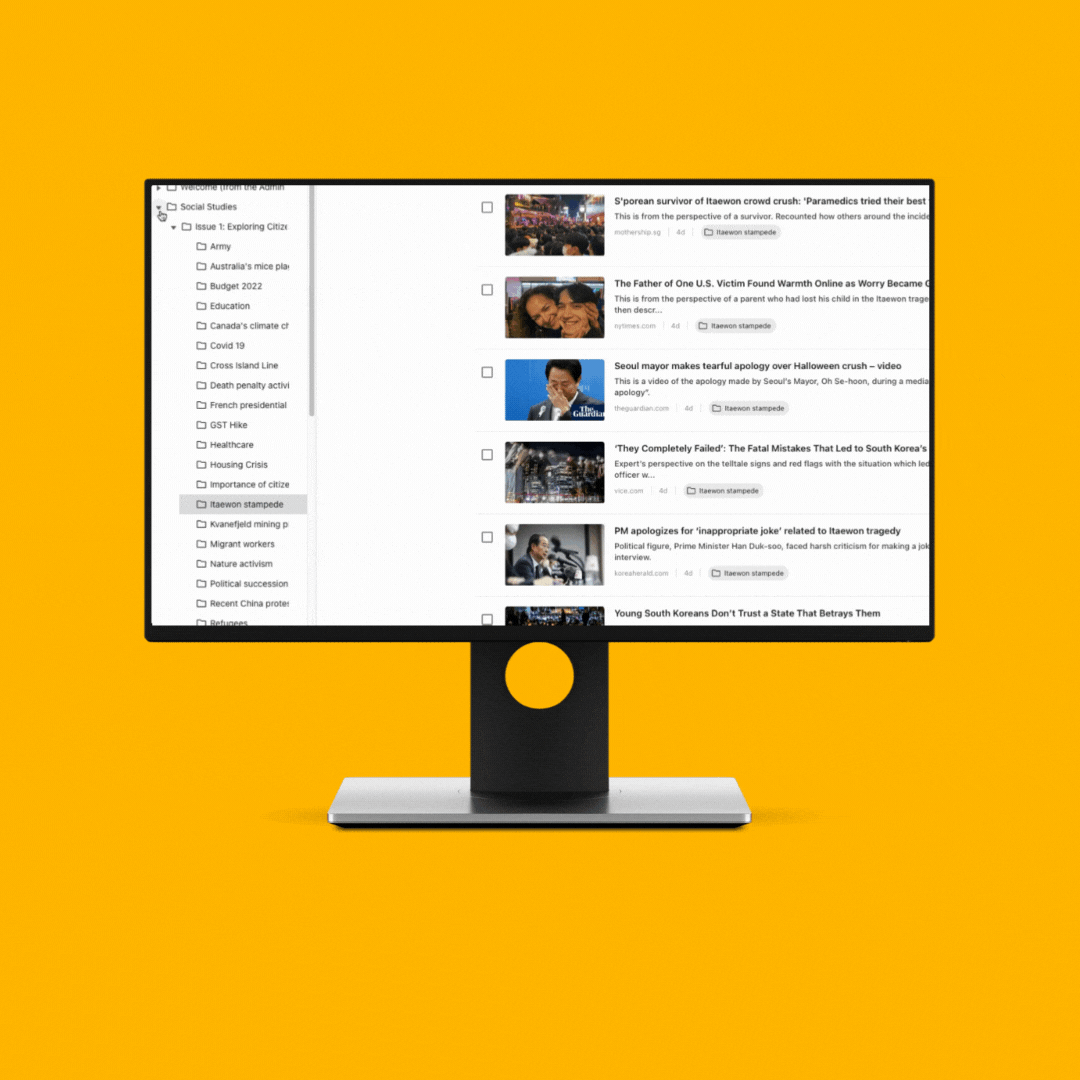 Welcome (from the Admin
Social Studies
Issue 1: Exploring Citize
Army
Australia's mice pla
Budget 2022
Education
Canada's climate ch
Covid 19
Cross Island Line
Death penalty activi
French presidential
GST Hike
Healthcare
Housing Crisis
Importance of citize
Itaewon stampede
Kvanefjeld mining p
Migrant workers
Nature activism
Political succession
Recent China protes
Refugees
S'porean survivor of Itaewon crowd crush: 'Paramedics tried their best
This is from the perspective of a survivor. Recounted how others around the incide
mothership.sg 4d Itaewon stampede
The Father of One U.S. Victim Found Warmth Online as Worry Became G
This is from the perspective of a parent who had lost his child in the Itaewon trage
then descr...
nytimes.com 4d Itaewon stampede
Seoul mayor makes tearful apology over Halloween crush – video
This is a video of the apology made by Seoul's Mayor, Oh Se-hoon, during a media
apology".
theguardian.com 4d Itaewon stampede
The
Guardian
‘They Completely Failed’: The Fatal Mistakes That Led to South Korea’s
Expert's perspective on the telltale signs and red flags with the situation which led
officer w...
vice.com 4d Itaewon stampede
PM apologizes for ‘inappropriate joke’ related to Itaewon tragedy
Political figure, Prime Minister Han Duk-soo, faced harsh criticism for making a jok
interview.
koreaherald.com 4d Itaewon stampede
Young South Koreans Don’t Trust a State That Betrays Them